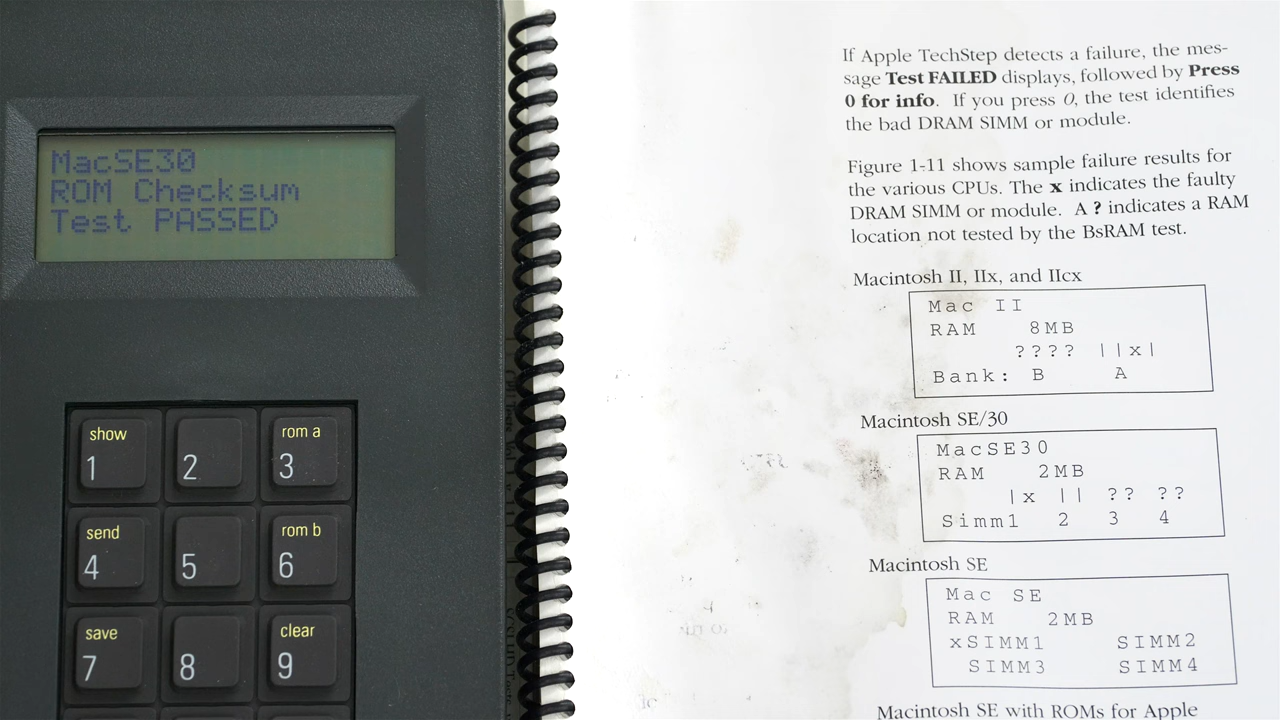 MacSE30
ROM Checksum
Test PASSED
show
1
2
rom a
3
send
4
5
rom b
6
save
7
8
clear
9
If Apple TechStep detects a failure, the mes-
sage Test FAILED displays, followed by Press
0 for info. If you press 0, the test identifies
the bad DRAM SIMM or module.
Figure 1-11 shows sample failure results for
the various CPUs. The x indicates the faulty
DRAM SIMM or module. A ? indicates a RAM
location not tested by the BsRAM test.
Macintosh II, IIx, and IIcx
Mac II
RAM 8MB
???? ||x|
Bank: B A
Macintosh SE/30
MacSE30
RAM 2MB
|x || ?? ??
Simm1 2 3 4
Macintosh SE
Mac SE
RAM 2MB
xSIMM1 SIMM2
SIMM3 SIMM4
Macintosh SE with ROMs for Apple